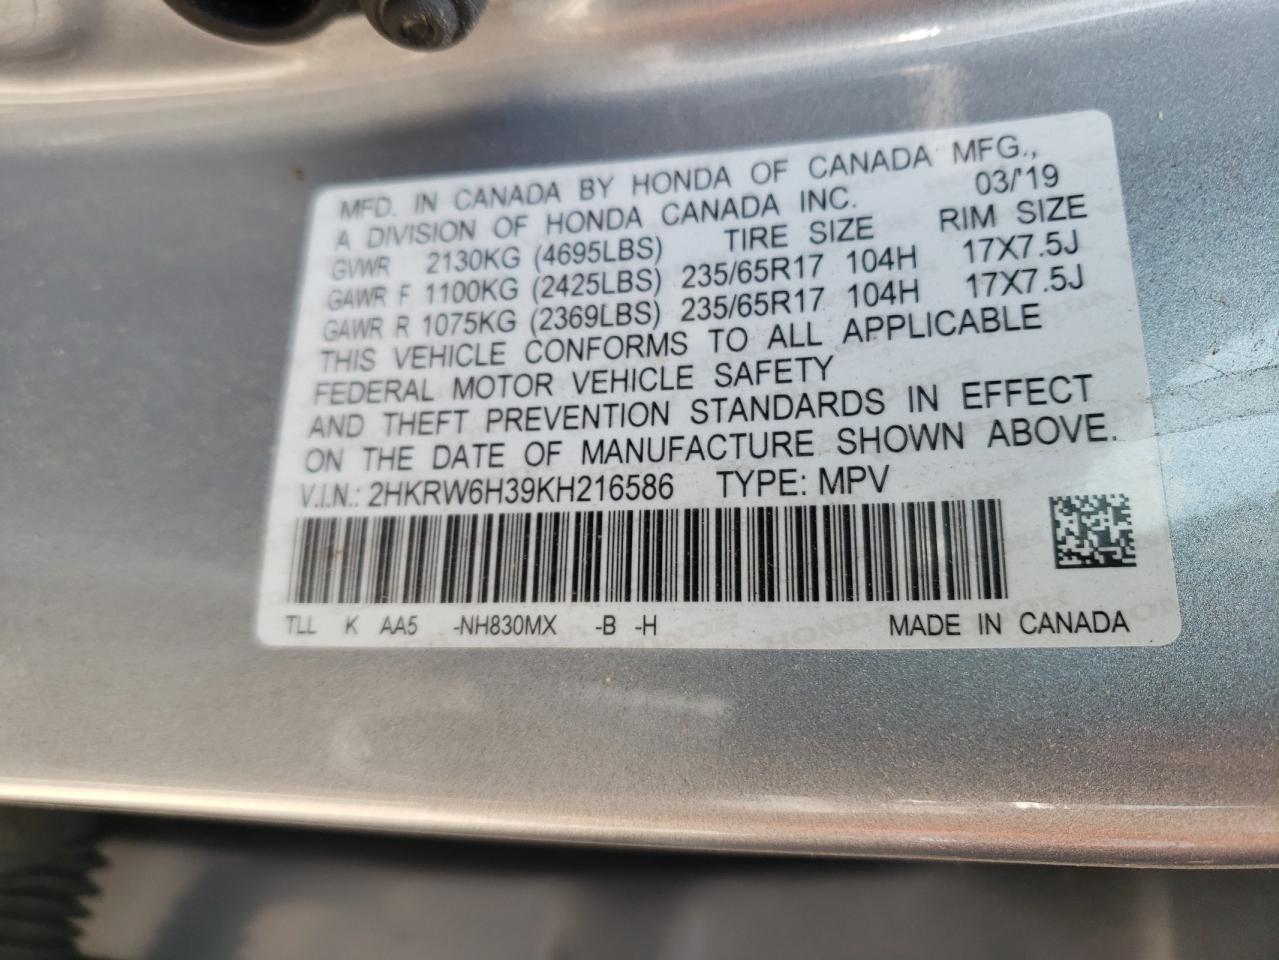 MFD. IN CANADA BY HONDA OF CANADA MFG.,
A DIVISION OF HONDA CANADA INC. 03/'19
GVWR 2130KG (4695LBS) TIRE SIZE RIM SIZE
GAWR F 1100KG (2425LBS) 235/65R17 104H 17X7.5J
GAWR R 1075KG (2369LBS) 235/65R17 104H 17X7.5J
THIS VEHICLE CONFORMS TO ALL APPLICABLE
FEDERAL MOTOR VEHICLE SAFETY
AND THEFT PREVENTION STANDARDS IN EFFECT
ON THE DATE OF MANUFACTURE SHOWN ABOVE.
V.I.N.: 2HKRW6H39KH216586 TYPE: MPV
TLL K AA5 -NH830MX -B -H MADE IN CANADA